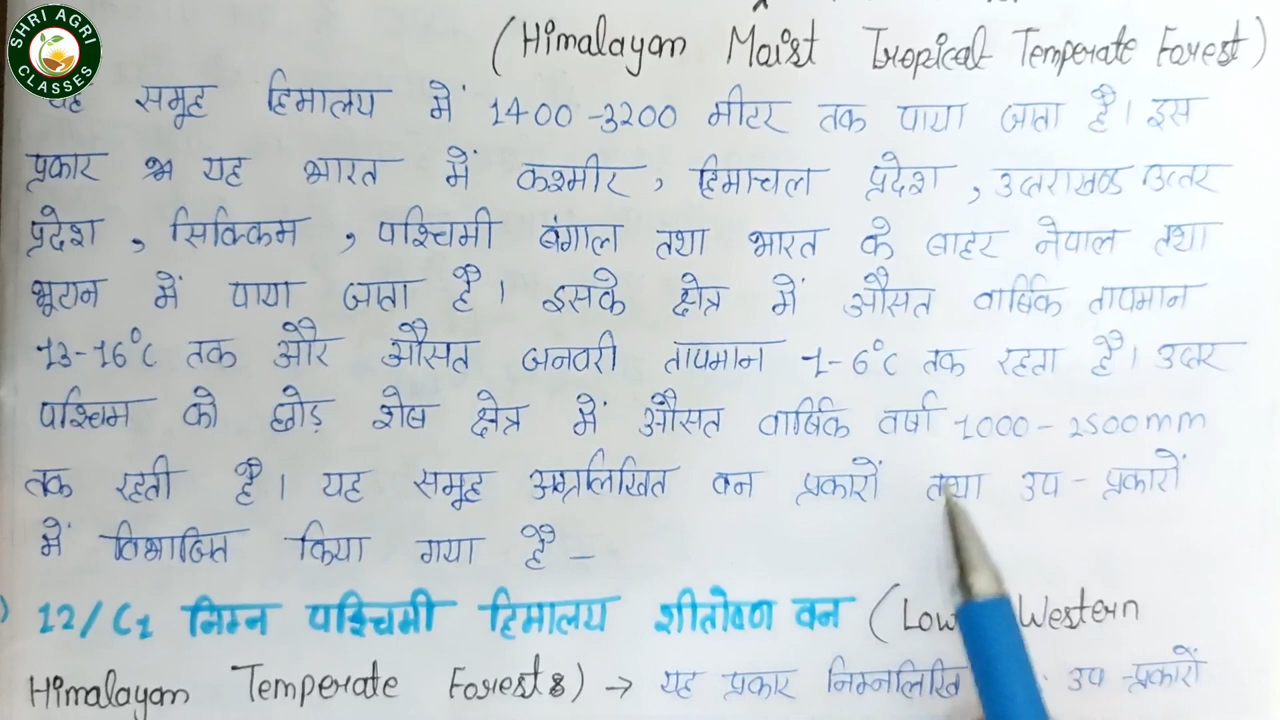 SHRI AGRI CLASSES
(Himalayan Moist Tropical Temperate Forest)
यह समूह हिमालय में 1400-3200 मीटर तक पाया जाता है। इस
प्रकार यह भारत में कश्मीर, हिमाचल प्रदेश, उत्तराखण्ड उत्तर
प्रदेश, सिक्किम, पश्चिमी बंगाल तथा भारत के बाहर नेपाल तथा
भूटान में पाया जाता है। इसके क्षेत्र में औसत वार्षिक तापमान
13-16°C तक और औसत जनवरी तापमान 1-6°C तक रहता है। उत्तर
पश्चिम को छोड़ शेष क्षेत्र में औसत वार्षिक वर्षा 1000-2500mm
तक रहती है। यह समूह अग्रलिखित वन प्रकारों तथा उप-प्रकारों
में विभाजित किया गया है -
) 12/C1 निम्न पश्चिमी हिमालय शीतोष्ण वन (Low Western
Himalayan Temperate Forests) → यह प्रकार निम्नलिखि उप-प्रकारों